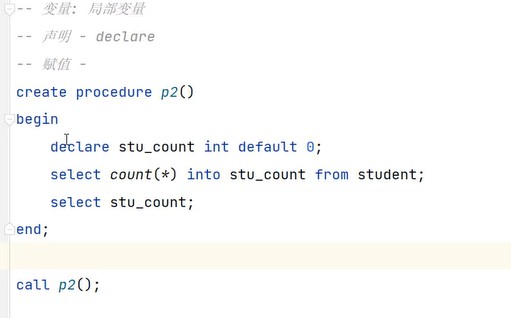 -- 变量: 局部变量
-- 声明 - declare
-- 赋值 -
create procedure p2()
begin
declare stu_count int default 0;
select count(*) into stu_count from student;
select stu_count;
end;
call p2();